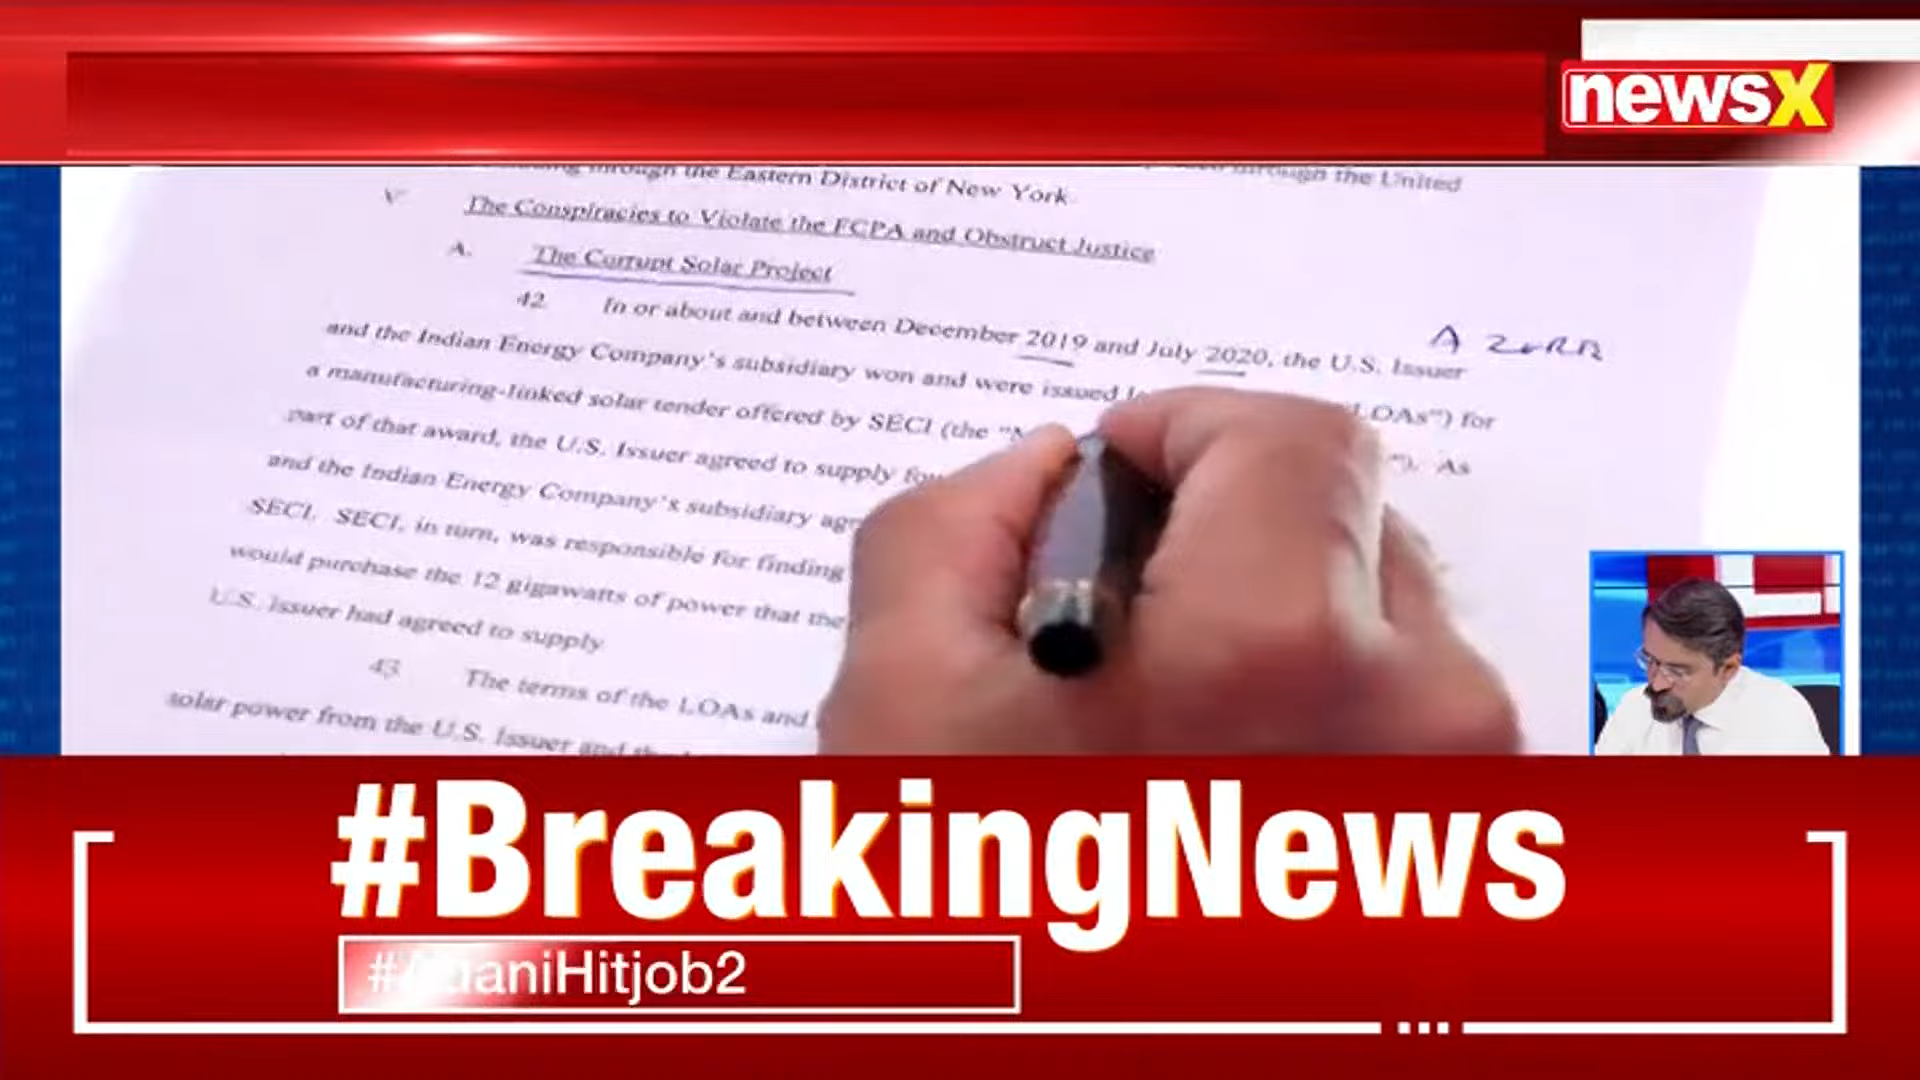 newsX
through the Eastern District of New York.
through the United
V
The Conspiracies to Violate the FCPA and Obstruct Justice
A.
The Corrupt Solar Project
42. In or about and between December 2019 and July 2020, the U.S. Issuer
A
and the Indian Energy Company's subsidiary won and were issued LOAs") for
a manufacturing-linked solar tender offered by SECI (the "). As
part of that award, the U.S. Issuer agreed to supply
and the Indian Energy Company's subsidiary
SECI. SECI, in turn, was responsible for finding
would purchase the 12 gigawatts of power that the
U.S. Issuer had agreed to supply.
43. The terms of the LOAs and
solar power from the U.S. Issuer and
#BreakingNews
aniHitjob2